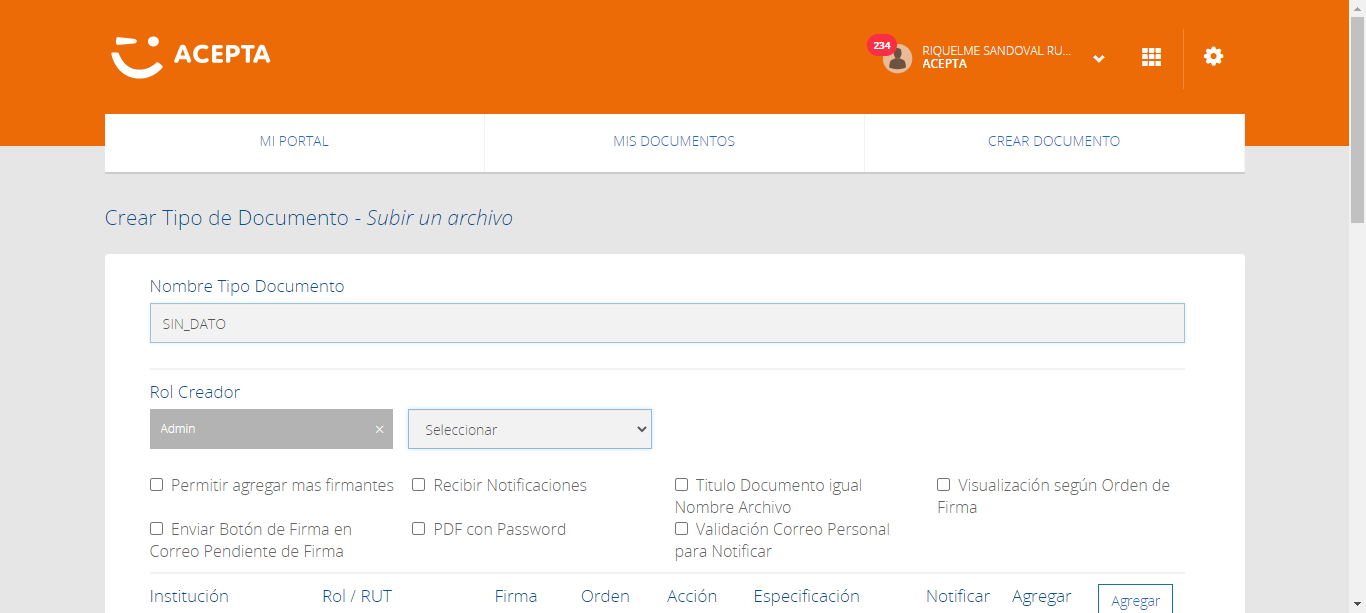 ACEPTA
234
RIQUELME SANDOVAL RU...
ACEPTA
MI PORTAL
MIS DOCUMENTOS
CREAR DOCUMENTO
Crear Tipo de Documento - Subir un archivo
Nombre Tipo Documento
SIN_DATO
Rol Creador
Admin ×
Seleccionar
Permitir agregar mas firmantes
Recibir Notificaciones
Titulo Documento igual
Nombre Archivo
Visualización según Orden de
Firma
Enviar Botón de Firma en
Correo Pendiente de Firma
PDF con Password
Validación Correo Personal
para Notificar
Institución Rol / RUT Firma Orden Acción Especificación Notificar Agregar Agregar